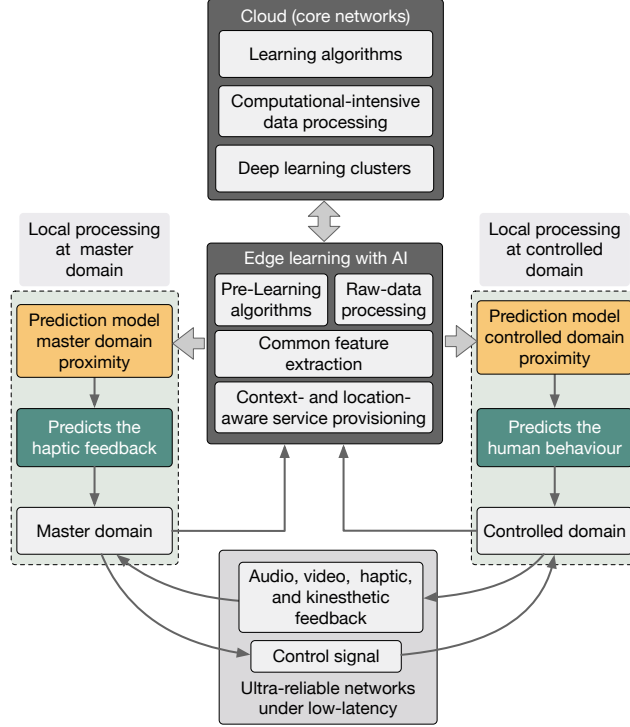 Cloud (core networks)
Learning algorithms
Computational-intensive
data processing
Deep learning clusters
Local processing
at master
domain
Edge learning with AI
Pre-Learning
algorithms
Raw-data
processing
Common feature
extraction
Context- and location-
aware service provisioning
Local processing
at controlled
domain
Prediction model
master domain
proximity
Predicts the
haptic feedback
Master domain
Prediction model
controlled domain
proximity
Predicts the
human behaviour
Controlled domain
Audio, video, haptic,
and kinesthetic
feedback
Control signal
Ultra-reliable networks
under low-latency